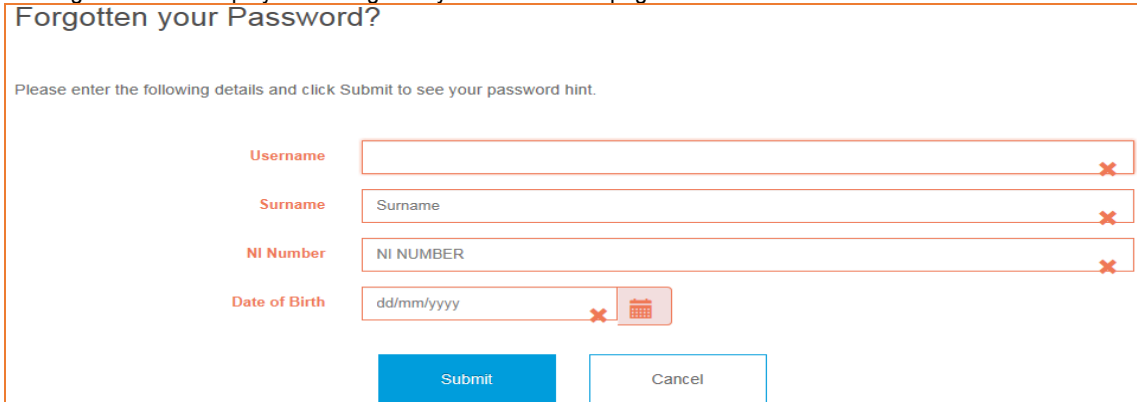 Forgotten your Password?
Please enter the following details and click Submit to see your password hint.
Username
Surname Surname
NI Number NI NUMBER
Date of Birth dd/mm/yyyy
Submit Cancel